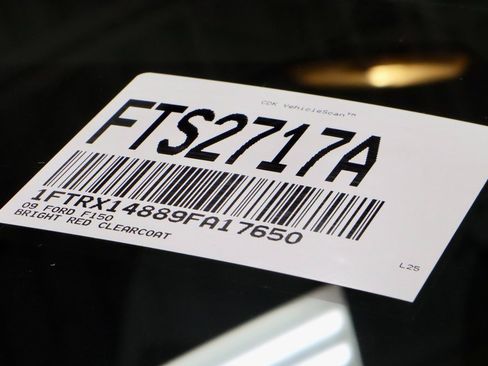 CDK VehicleScan™
FTS2717A
1FTRX14889FA17650
09 FORD F150
BRIGHT RED CLEARCOAT
L25